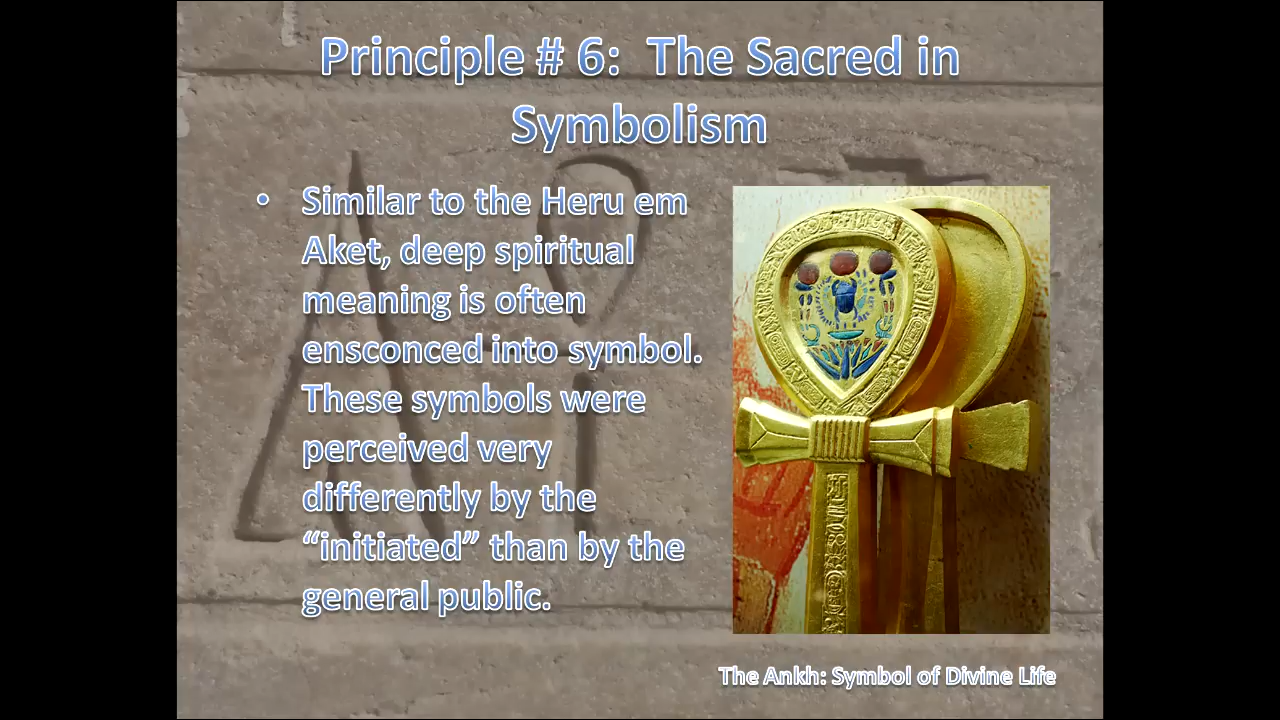 Principle # 6:  The Sacred in
Symbolism
• Similar to the Heru em
Aket, deep spiritual
meaning is often
ensconced into symbol.
These symbols were
perceived very
differently by the
“initiated” than by the
general public.
The Ankh: Symbol of Divine Life